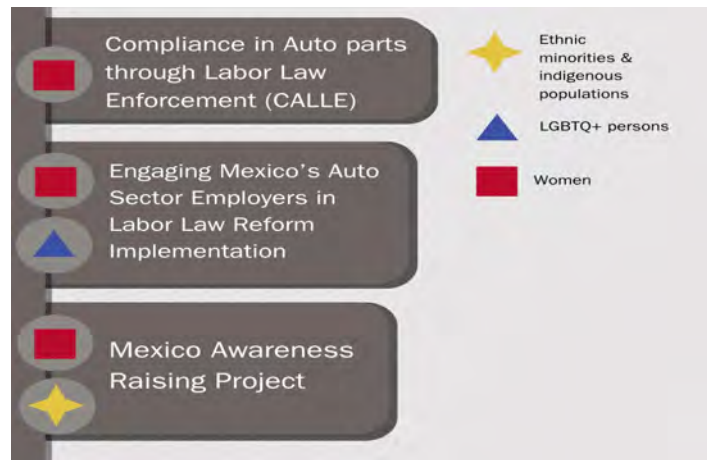 Compliance in Auto parts
through Labor Law
Enforcement (CALLE)
Engaging Mexico's Auto
Sector Employers in
Labor Law Reform
Implementation
Mexico Awareness
Raising Project
Ethnic
minorities &
indigenous
populations
LGBTQ+ persons
Women